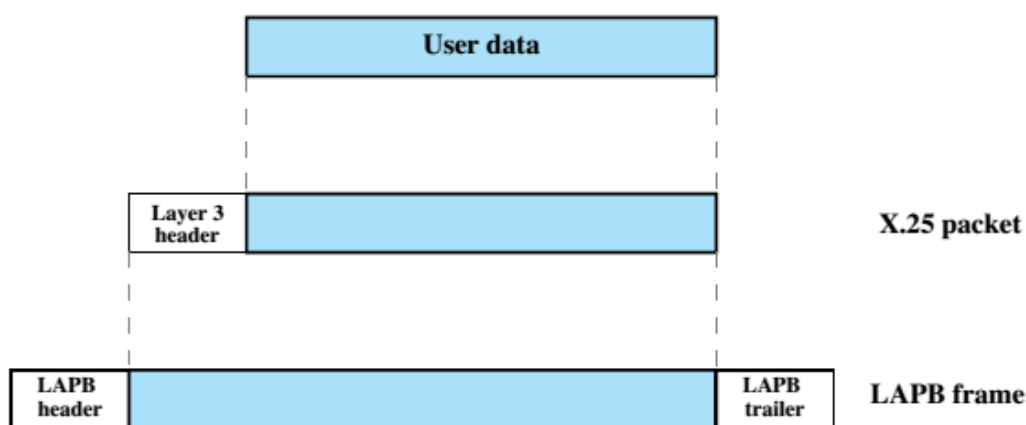 User data
Layer 3
header
X.25 packet
LAPB
header
LAPB
trailer
LAPB frame